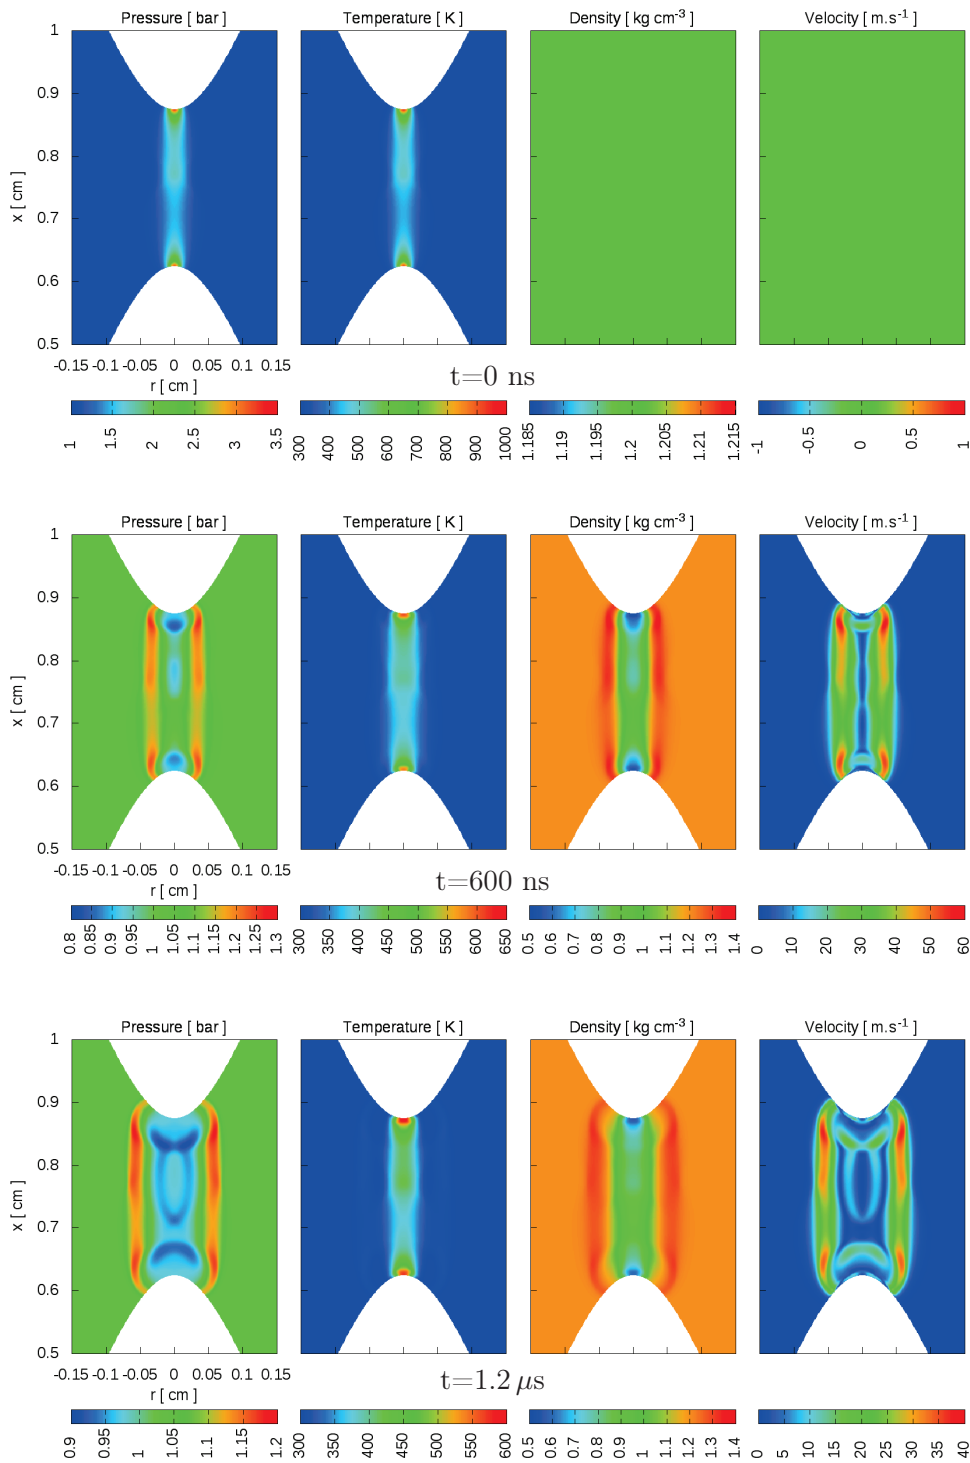 Pressure [ bar ] Temperature [ K ] Density [ kg cm-3 ] Velocity [ m.s-1 ]
1
0.9
0.8
x [ cm ]
0.7
0.6
0.5
-0.15 -0.1 -0.05 0 0.05 0.1 0.15
r [ cm ]
t=0 ns
1 1.5 2 2.5 3 3.5
300 400 500 600 700 800 900 1000
1.185 1.19 1.195 1.2 1.205 1.21 1.215
-1 -0.5 0 0.5 1
Pressure [ bar ] Temperature [ K ] Density [ kg cm-3 ] Velocity [ m.s-1 ]
1
0.9
0.8
x [ cm ]
0.7
0.6
0.5
-0.15 -0.1 -0.05 0 0.05 0.1 0.15
r [ cm ]
t=600 ns
0.8 0.85 0.9 0.95 1 1.05 1.1 1.15 1.2 1.25 1.3
300 350 400 450 500 550 600 650
0.5 0.6 0.7 0.8 0.9 1 1.1 1.2 1.3 1.4
0 10 20 30 40 50 60
Pressure [ bar ] Temperature [ K ] Density [ kg cm-3 ] Velocity [ m.s-1 ]
1
0.9
0.8
x [ cm ]
0.7
0.6
0.5
-0.15 -0.1 -0.05 0 0.05 0.1 0.15
r [ cm ]
t=1.2 μs
0.9 0.95 1 1.05 1.1 1.15 1.2
300 350 400 450 500 550 600
0.5 0.6 0.7 0.8 0.9 1 1.1 1.2 1.3 1.4
0 5 10 15 20 25 30 35 40